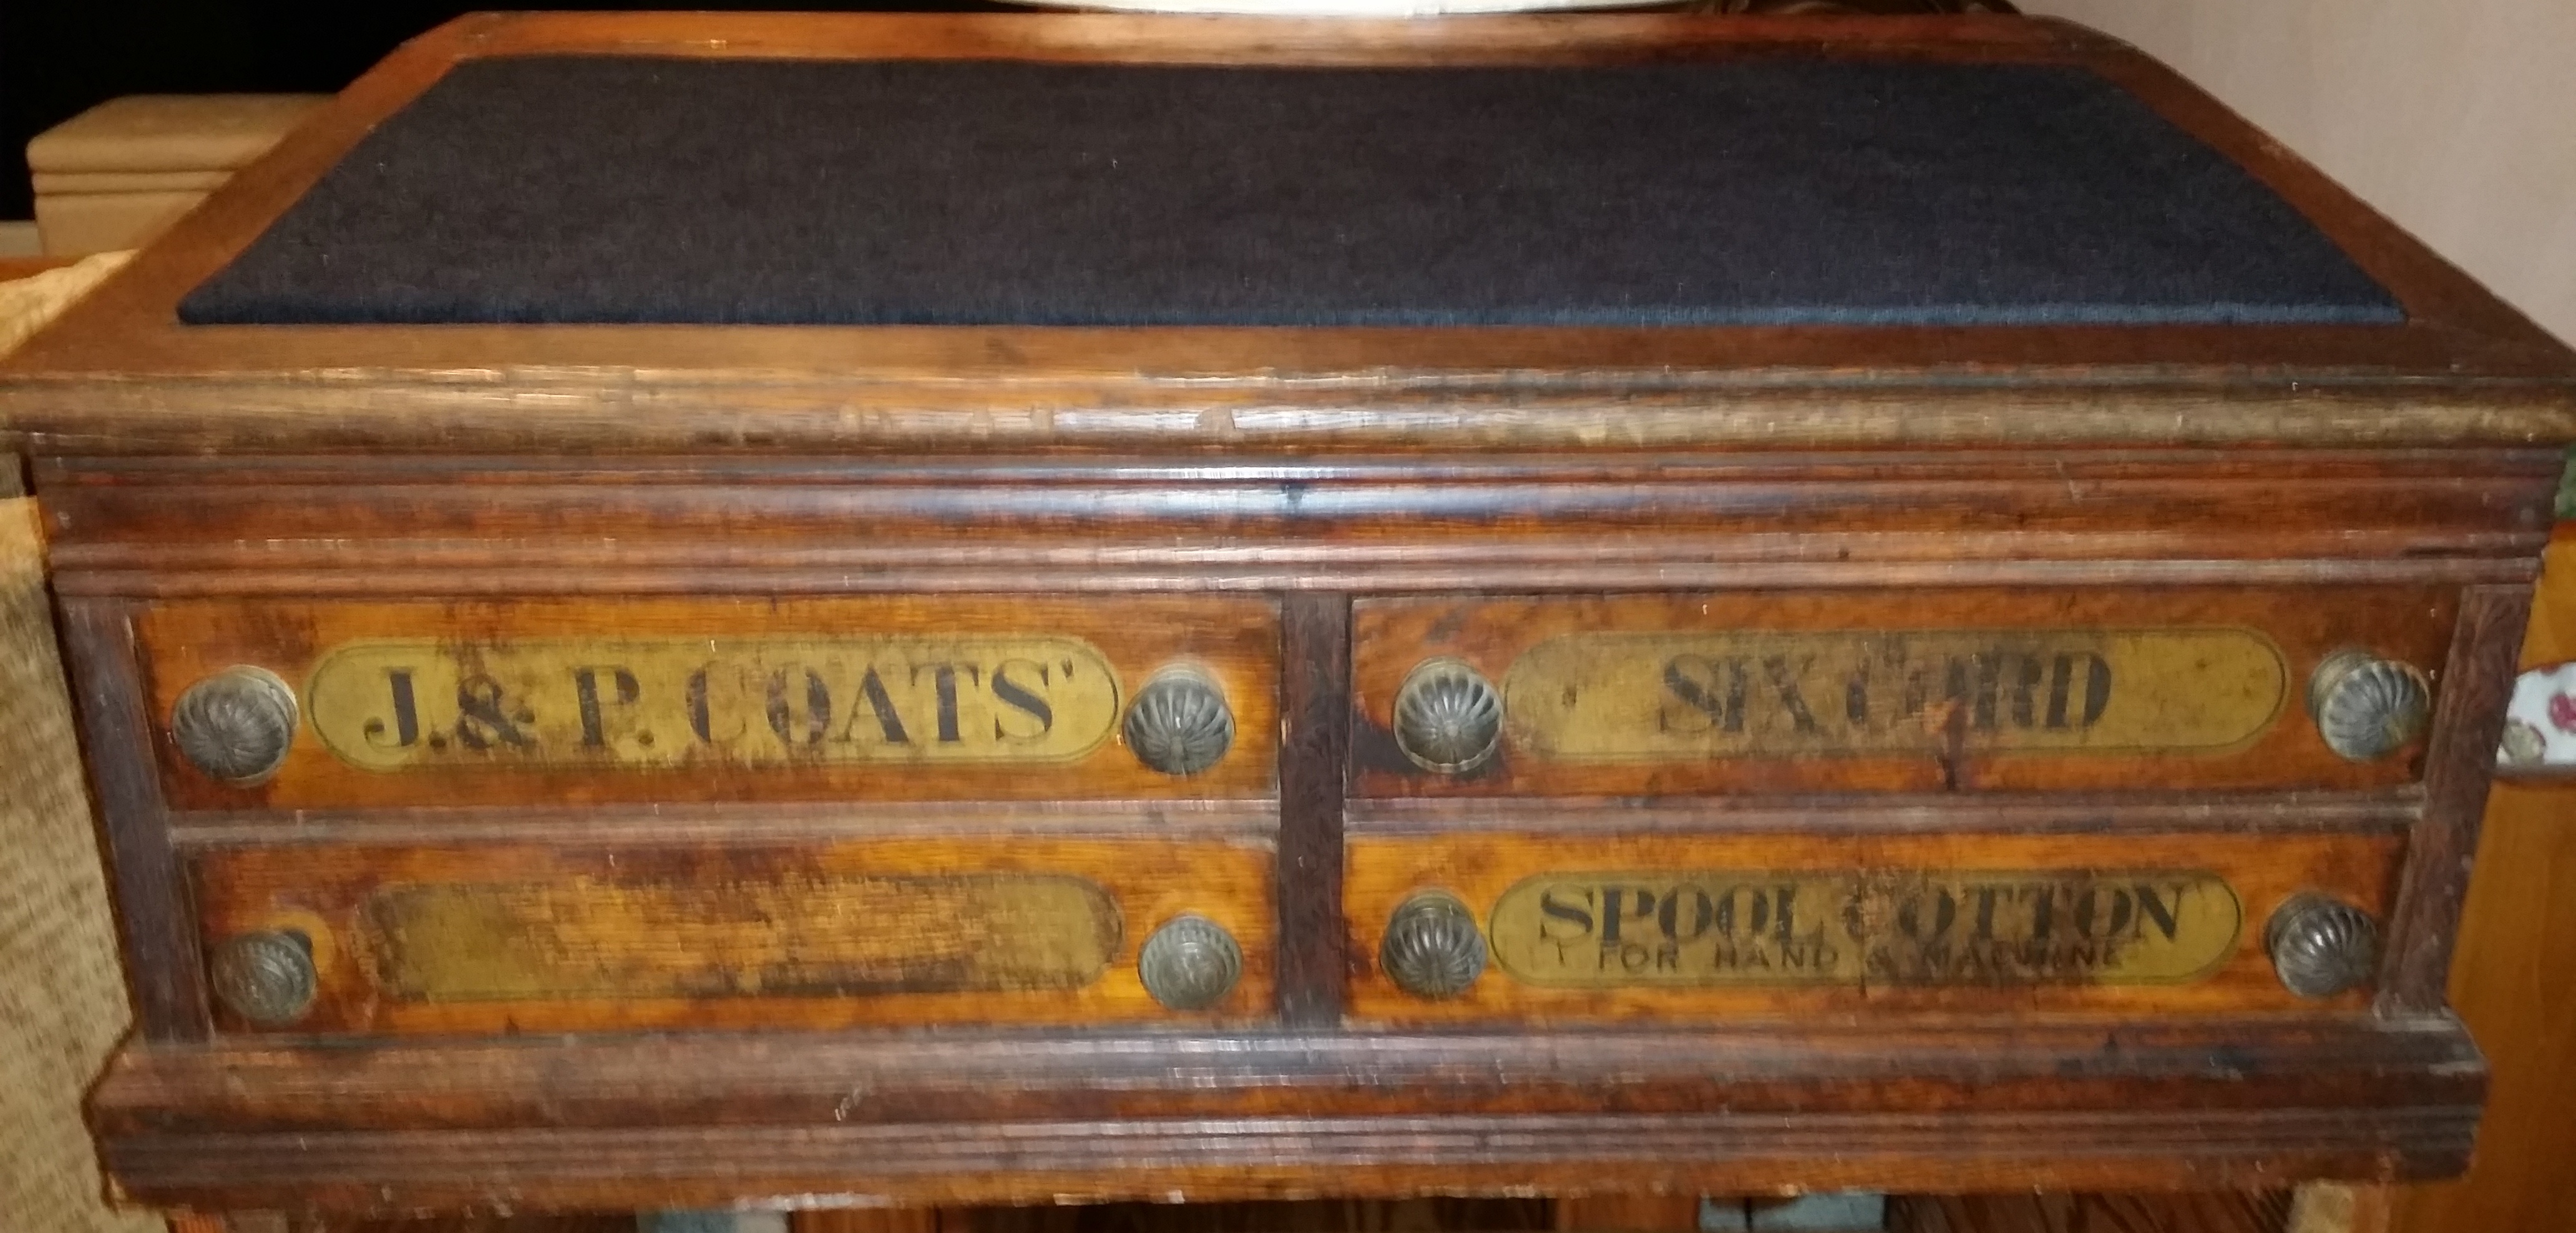 J. & P. COATS'
SIX CORD
SPOOL COTTON
FOR HAND & MACHINE